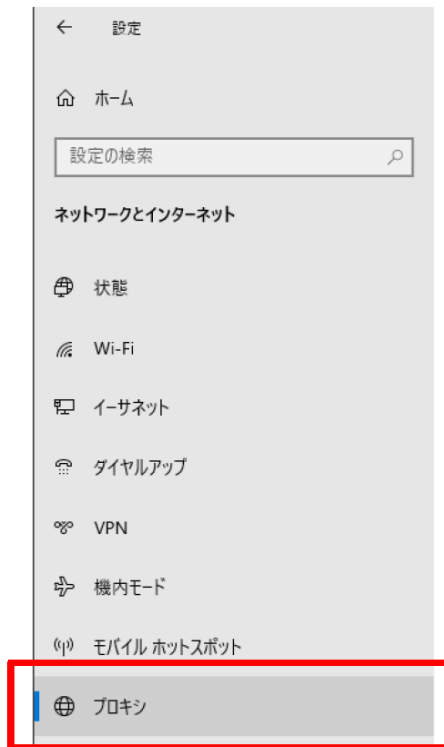 設定
ホーム
設定の検索
ネットワークとインターネット
状態
Wi-Fi
イーサネット
ダイヤルアップ
VPN
機内モード
モバイル ホットスポット
プロキシ